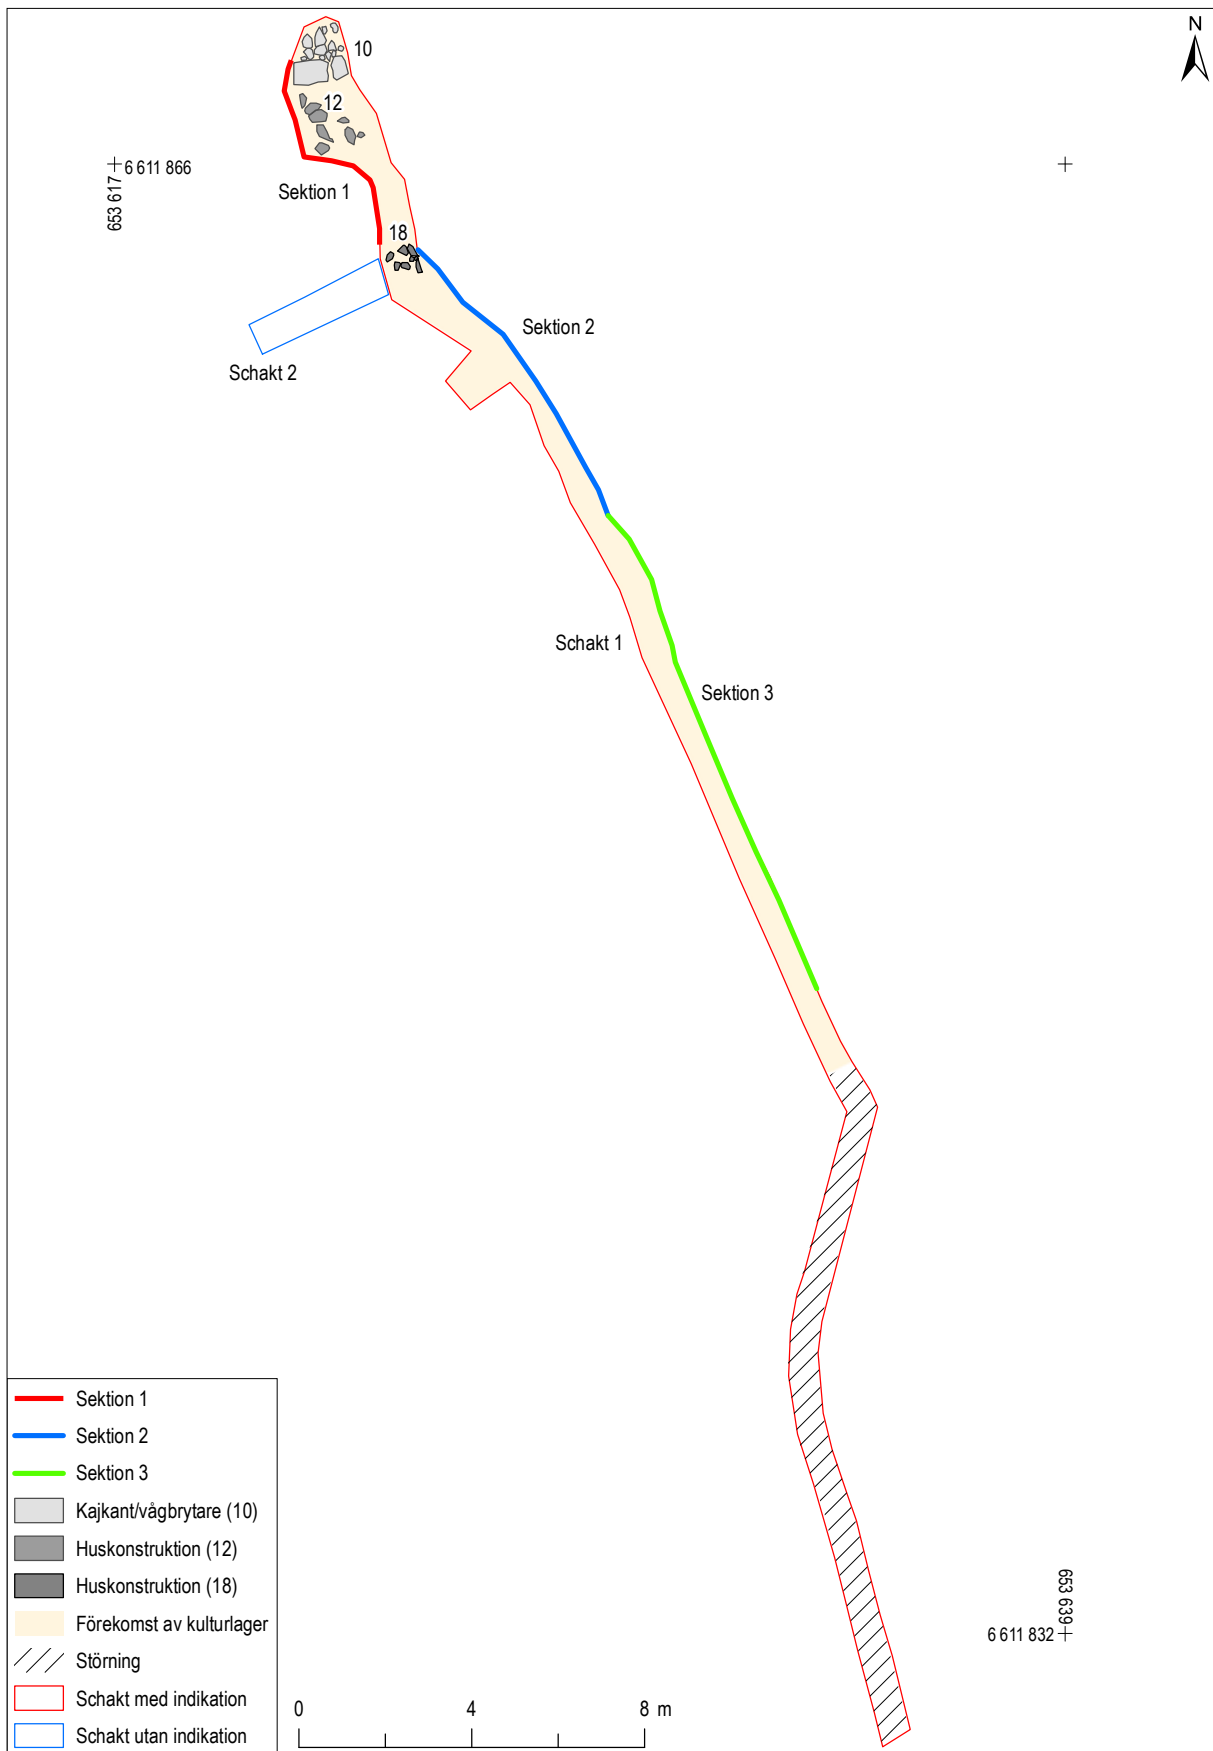 N
10
12
6 611 866
653 617
Sektion 1
18
Sektion 2
Schakt 2
Schakt 1
Sektion 3
653 639
6 611 832
Sektion 1
Sektion 2
Sektion 3
Kajkant/vågbrytare (10)
Huskonstruktion (12)
Huskonstruktion (18)
Förekomst av kulturlager
Störning
Schakt med indikation
Schakt utan indikation
0 4 8 m